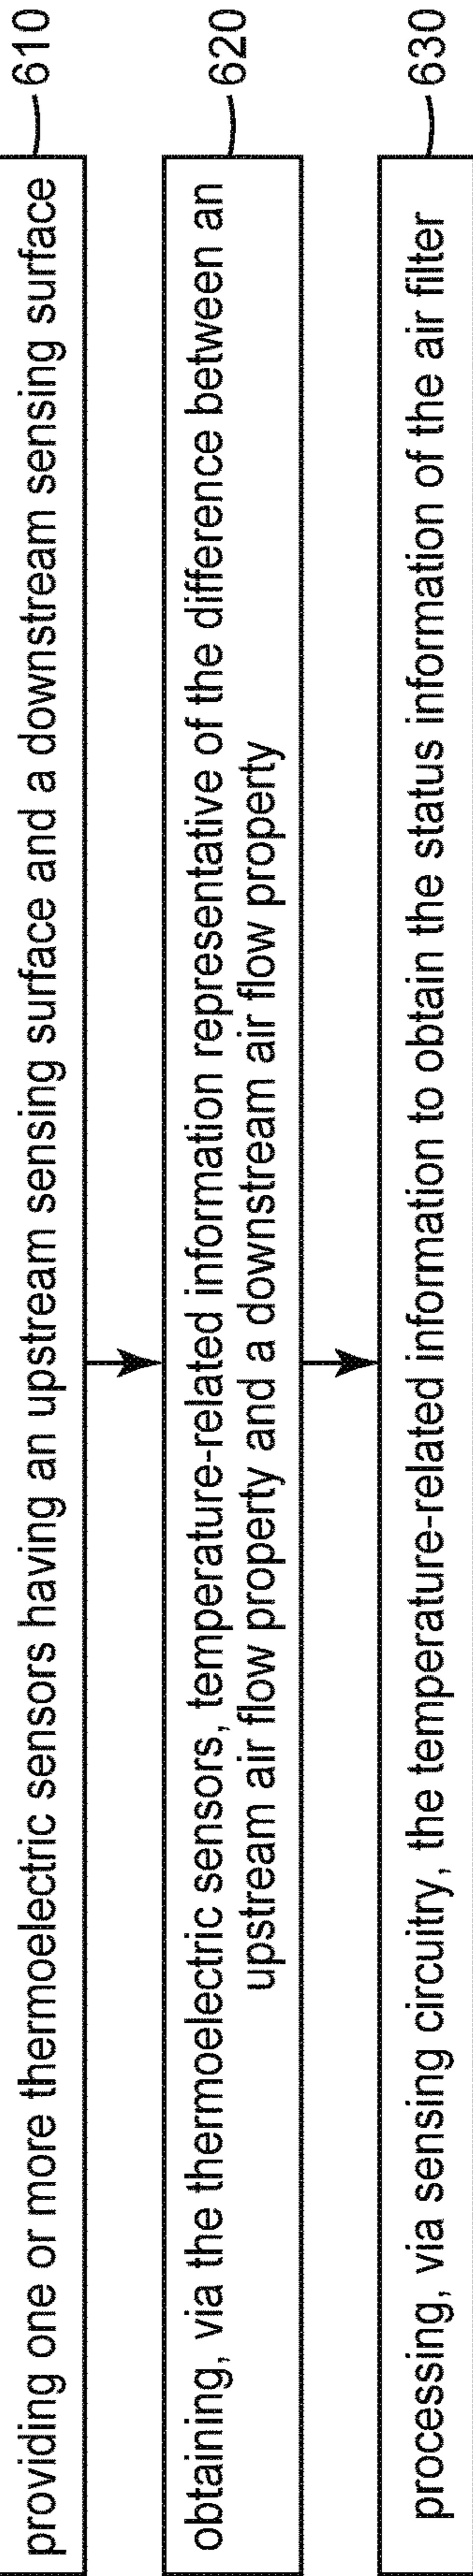 providing one or more thermoelectric sensors having an upstream sensing surface and a downstream sensing surface
610
obtaining, via the thermoelectric sensors, temperature-related information representative of the difference between an
upstream air flow property and a downstream air flow property
620
processing, via sensing circuitry, the temperature-related information to obtain the status information of the air filter
630